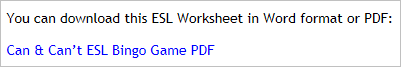 You can download this ESL Worksheet in Word format or PDF:
Can & Can’t ESL Bingo Game PDF